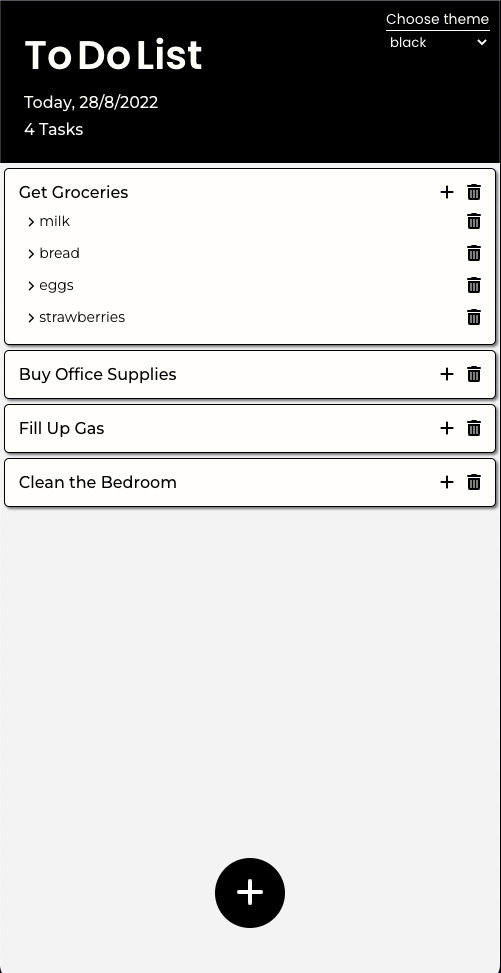 To Do List
Choose theme
black
Today, 28/8/2022
4 Tasks
Get Groceries
milk
bread
eggs
strawberries
Buy Office Supplies
Fill Up Gas
Clean the Bedroom